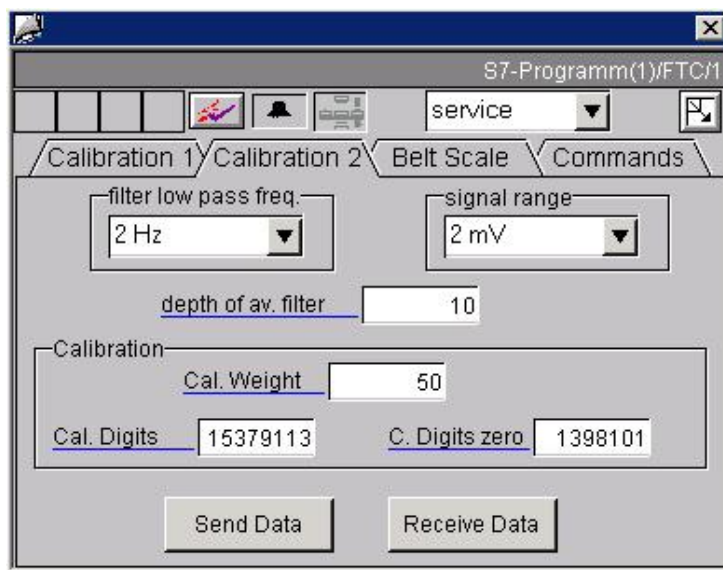 S7-Programm(1)/FTC/1
service
Calibration 1 Calibration 2 Belt Scale Commands
filter low pass freq. signal range
2 Hz 2 mV
depth of av. filter 10
Calibration
Cal. Weight 50
Cal. Digits 15379113 C. Digits zero 1398101
Send Data Receive Data